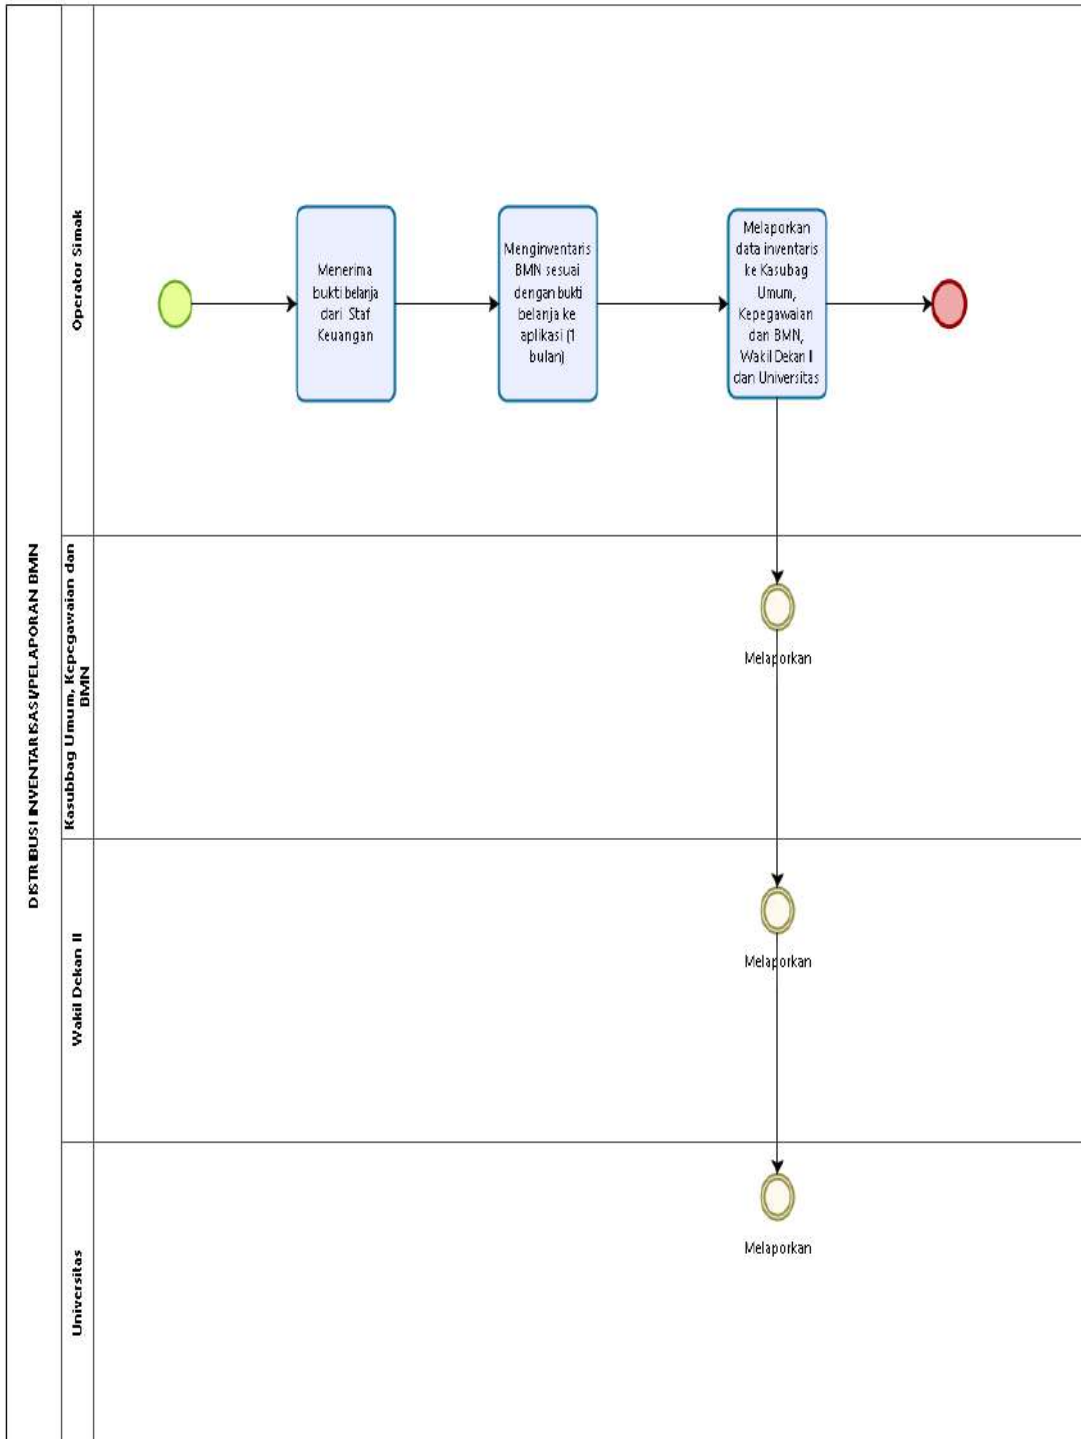 DISTRIBUSI INVENTARISASI/PELAPORAN BMN
Operator Simak
Menerima
bukti belanja
dari Staf
Keuangan
Menginventaris
BMN sesuai
dengan bukti
belanja ke
aplikasi (1
bulan)
Melaporkan
data inventaris
ke Kasubag
Umum,
Kepegawaian
dan BMN,
Wakil Dekan II
dan Universitas
Kasubbag Umum, Kepegawaian dan
BMN
Melaporkan
Wakil Dekan II
Melaporkan
Universitas
Melaporkan